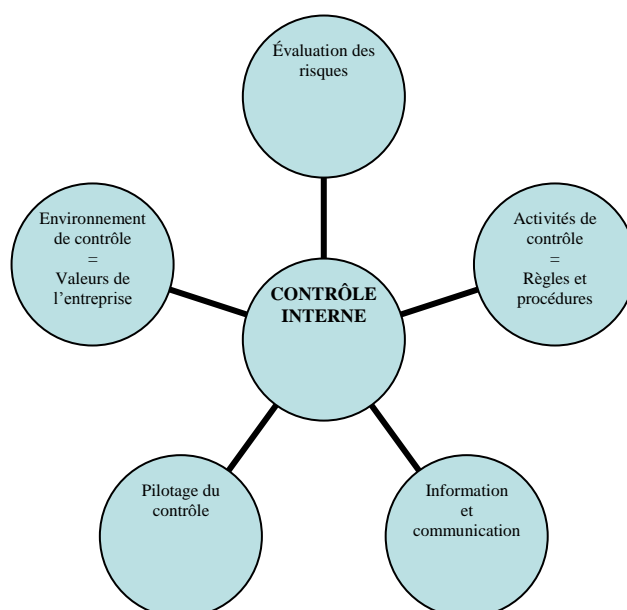 Évaluation des
risques
Environnement
de contrôle
=
Valeurs de
l’entreprise
Activités de
contrôle
=
Règles et
procédures
CONTRÔLE
INTERNE
Pilotage du
contrôle
Information
et
communication